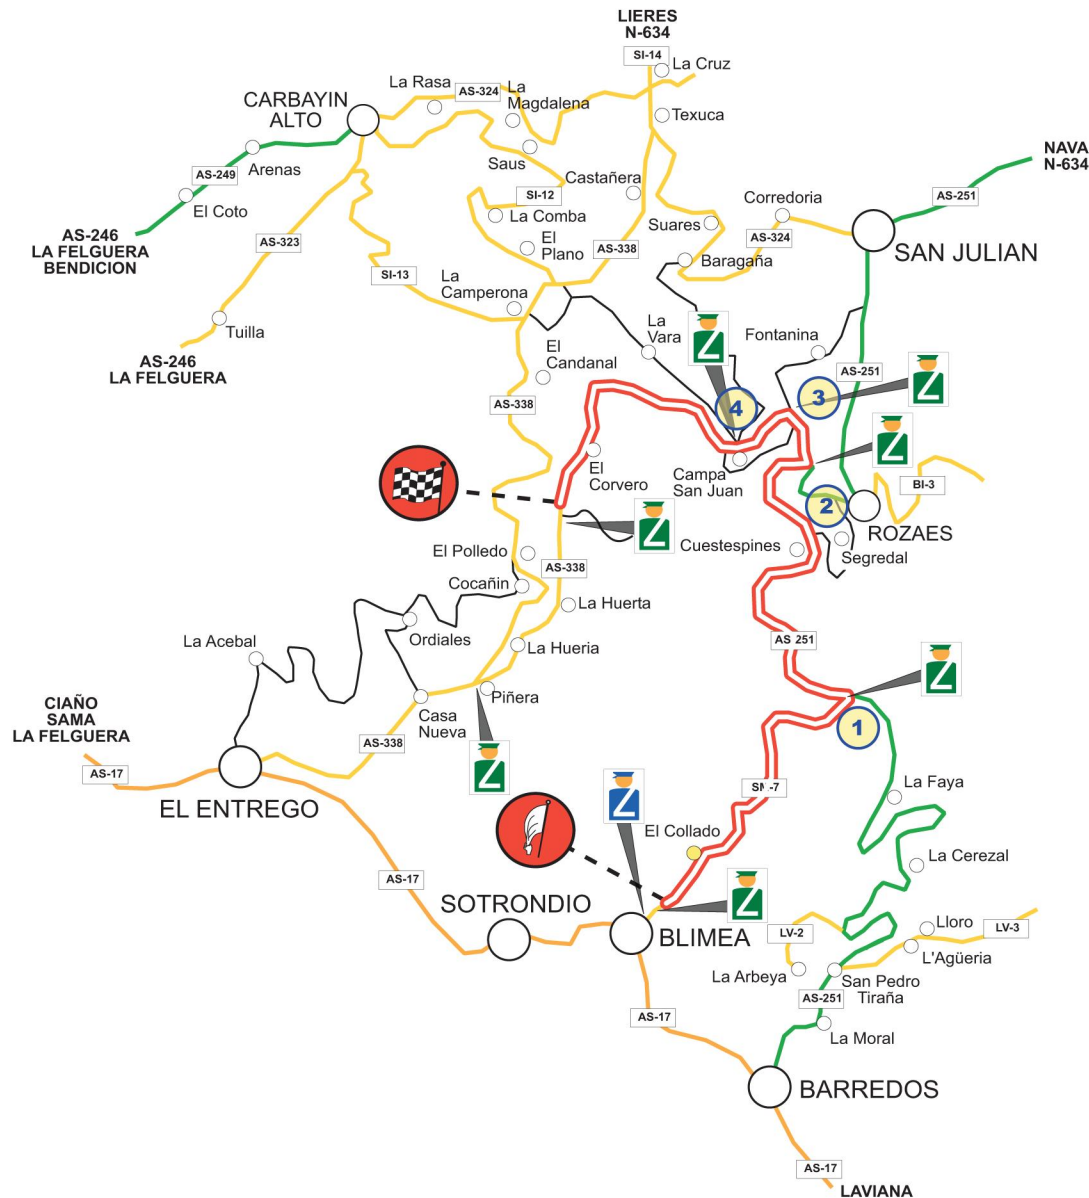 LIERES
N-634
SI-14
La Cruz
La Rasa
AS-324
La
Magdalena
CARBAYIN
ALTO
Texuca
NAVA
N-634
Arenas
Saus
AS-249
Castañera
AS-251
El Coto
SI-12
La Comba
Corredoria
Suares
AS-324
AS-246
LA FELGUERA
BENDICION
AS-323
El
Plano
AS-338
SAN JULIAN
Baragaña
SI-13
La
Camperona
Tuilla
La
Vara
Fontanina
El
Candanal
AS-246
LA FELGUERA
AS-251
Z
Z
AS-338
4
3
Z
El
Corvero
Campa
San Juan
BI-3
2
ROZAES
Z
Cuestespines
Segredal
El Polledo
AS-338
Cocañin
La Huerta
Ordiales
La Acebal
AS 251
La Hueria
Z
Piñera
CIAÑO
SAMA
LA FELGUERA
Casa
Nueva
1
AS-338
AS-17
Z
EL ENTREGO
SM-7
La Faya
Z
El Collado
La Cerezal
AS-17
Z
SOTRONDIO
BLIMEA
LV-2
Lloro
LV-3
L'Agüeria
La Arbeya
San Pedro
Tiraña
AS-251
AS-17
La Moral
BARREDOS
AS-17
LAVIANA